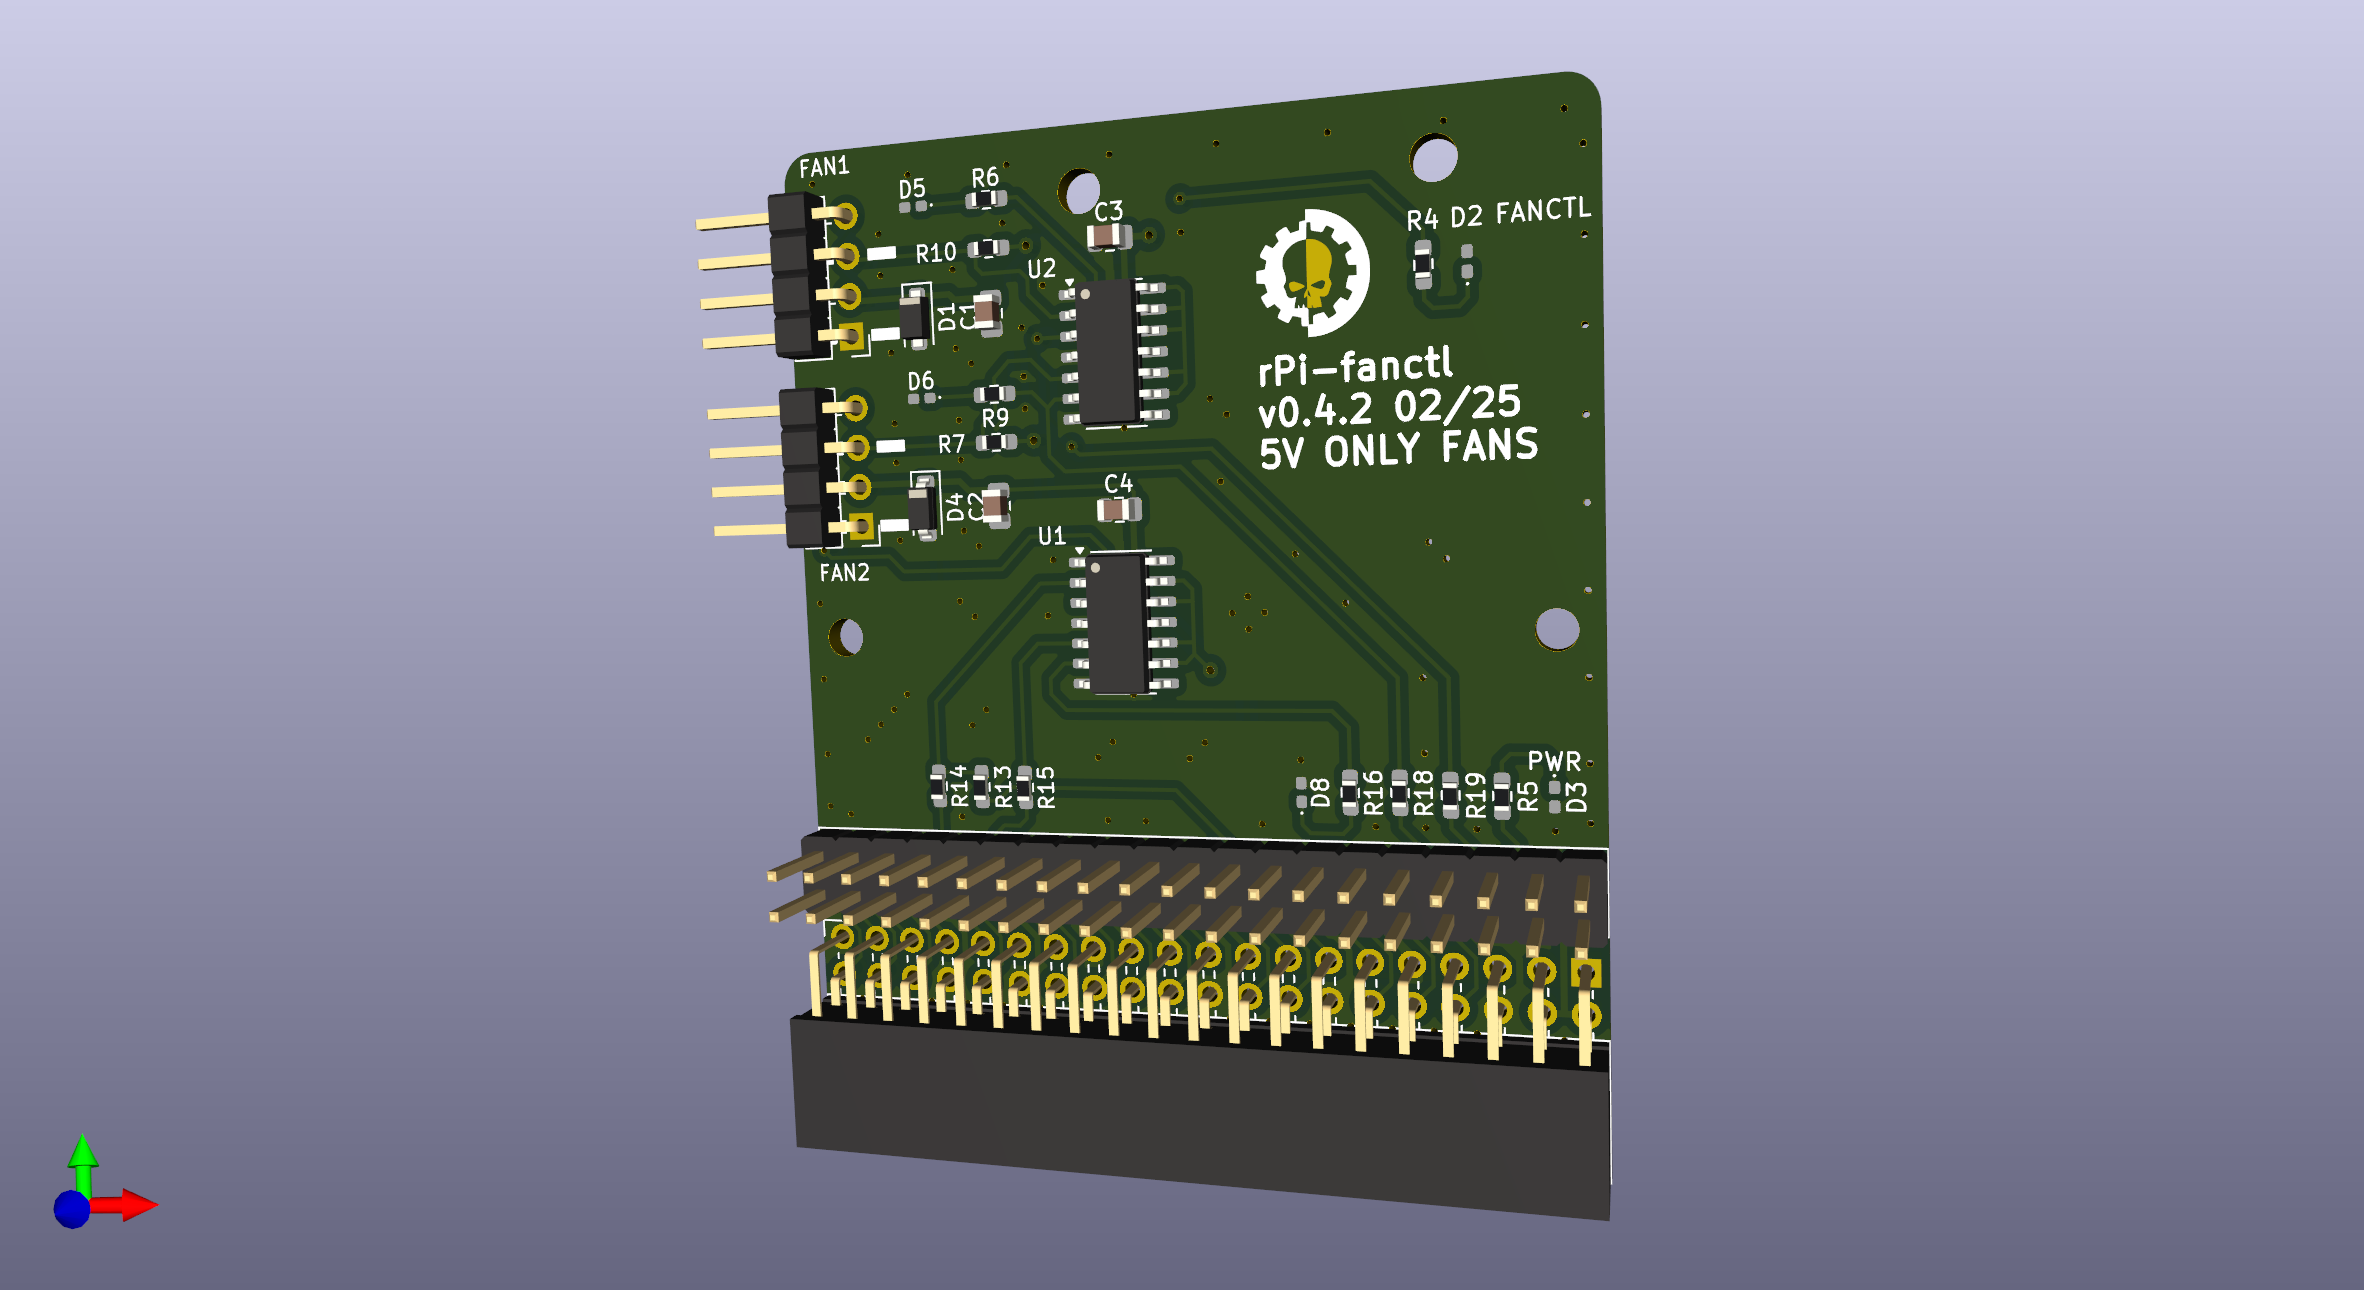 FAN1
D5
R6
C3
R10
U2
D1
C1
R4
D2
FANCTL
rPi-fanctl
v0.4.2 02/25
5V ONLY FANS
D6
R9
R7
D4
C2
C4
U1
FAN2
R14
R13
R15
D8
R16
R18
R19
R5
PWR
D3